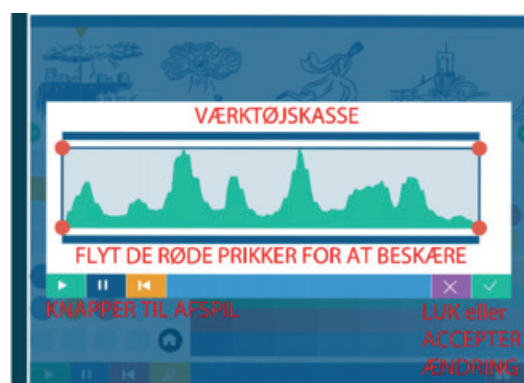 VÆRKTØJSKASSE
FLYT DE RØDE PRIKKER FOR AT BESKÆRE
KNAPPER TIL AFSPIL
LUK eller
ACCEPTER
ÆNDRING